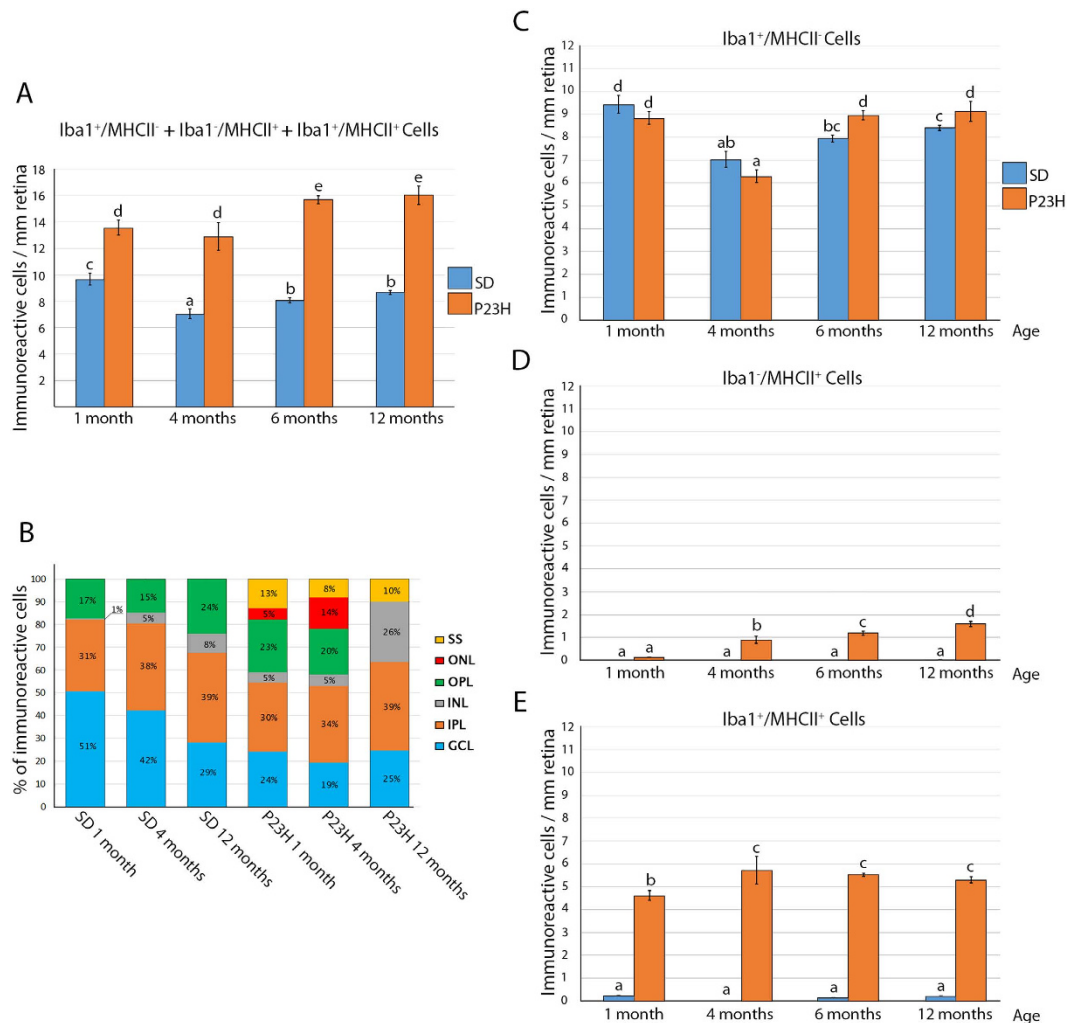 A
Iba1⁺/MHCII⁻ + Iba1⁻/MHCII⁺ + Iba1⁺/MHCII⁺ Cells
Immunoreactive cells / mm retina
18
16
14
12
10
8
6
4
2
c
d
a
d
b
e
b
e
1 month
4 months
6 months
12 months
SD
P23H
B
% of immunoreactive cells
100
90
80
70
60
50
40
30
20
10
0
17%
1%
31%
51%
15%
5%
38%
42%
24%
8%
39%
29%
13%
5%
23%
5%
30%
24%
8%
14%
20%
5%
34%
19%
10%
26%
39%
25%
SS
ONL
OPL
INL
IPL
GCL
SD 1 month
SD 4 months
SD 12 months
P23H 1 month
P23H 4 months
P23H 12 months
C
Iba1⁺/MHCII⁻ Cells
Immunoreactive cells / mm retina
12
11
10
9
8
7
6
5
4
3
2
1
0
d
d
ab
a
bc
d
c
d
1 month
4 months
6 months
12 months
Age
SD
P23H
D
Iba1⁻/MHCII⁺ Cells
Immunoreactive cells / mm retina
12
11
10
9
8
7
6
5
4
3
2
1
0
a
a
a
b
a
c
a
d
1 month
4 months
6 months
12 months
Age
E
Iba1⁺/MHCII⁺ Cells
Immunoreactive cells / mm retina
12
11
10
9
8
7
6
5
4
3
2
1
0
a
b
a
c
a
c
a
c
1 month
4 months
6 months
12 months
Age